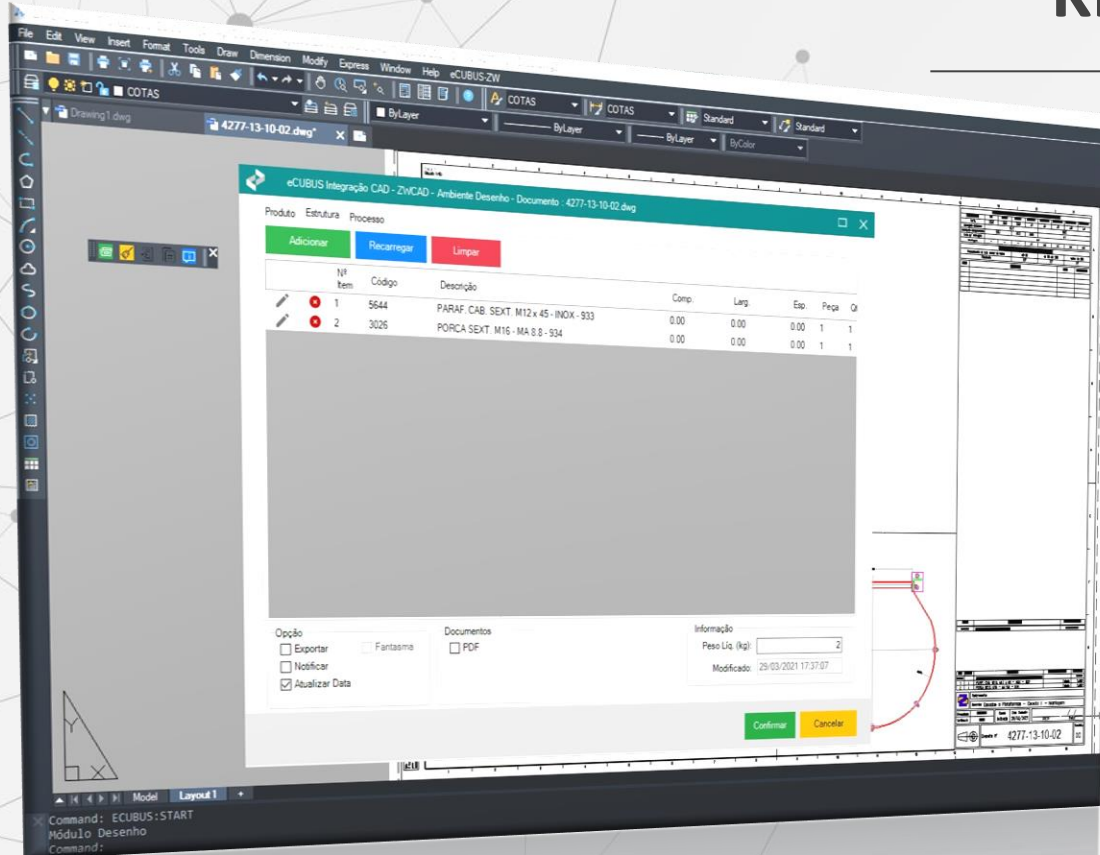 File Edit View Insert Format Tools Draw Dimension Modify Express Window Help eCUBUS-ZW
COTAS ByLayer ByLayer ByLayer ByColor
COTAS COTAS Standard Standard
Drawing1.dwg 4277-13-10-02.dwg*
eCUBUS Integração CAD - ZWCAD - Ambiente Desenho - Documento : 4277-13-10-02.dwg
Produto Estrutura Processo
Adicionar Recarregar Limpar
Nº Item Código Descrição Comp. Larg. Esp. Peça
1 5644 PARAF. CAB. SEXT. M12 x 45 - INOX - 933 0.00 0.00 0.00 1 1
2 3026 PORCA SEXT. M16 - MA 8.8 - 934 0.00 0.00 0.00 1 1
Opção Documentos Informação
Exportar Fantasma PDF Peso Líq. (kg): 2
Notificar Modificado: 29/03/2021 17:37:07
Atualizar Data
Confirmar Cancelar
4277-13-10-02
Y
X
Model Layout1 +
Command: ECUBUS:START
Módulo Desenho
Command: